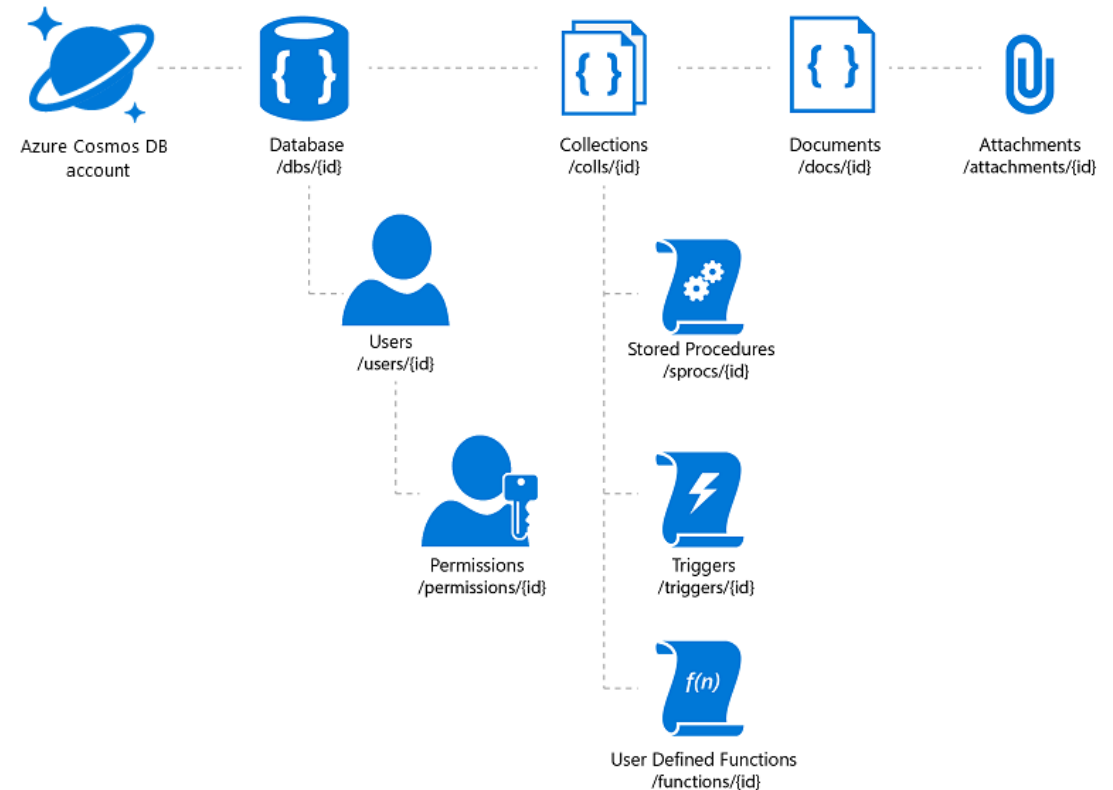 Azure Cosmos DB
account
Database
/dbs/{id}
Collections
/colls/{id}
Documents
/docs/{id}
Attachments
/attachments/{id}
Users
/users/{id}
Stored Procedures
/sprocs/{id}
Permissions
/permissions/{id}
Triggers
/triggers/{id}
f(n)
User Defined Functions
/functions/{id}